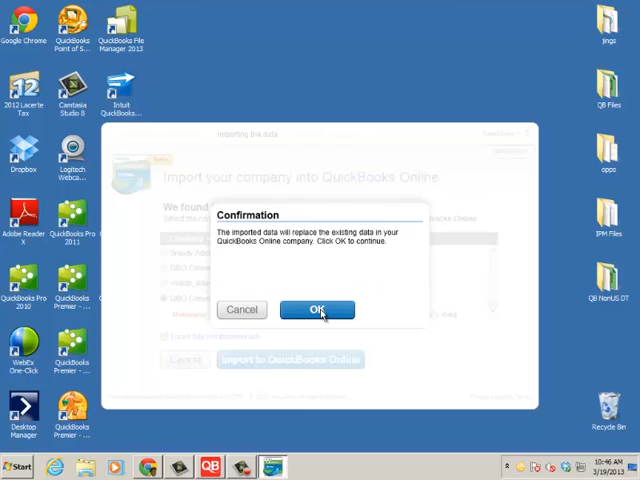 Google Chrome
QuickBooks
Point of S...
QuickBooks File
Manager 2013
jings
2012 Lacerte
Tax
Camtasia
Studio 8
Intuit
QuickBooks...
QB Files
Importing the data
Import your company into QuickBooks Online
Dropbox
Logitech
Webca...
opps
We found
Confirmation
The imported data will replace the existing data in your
QuickBooks Online company. Click OK to continue.
Adobe Reader
X
QuickBooks Pro
2011
IPM Files
QuickBooks Pro
2010
QuickBooks
Premier - ...
QB NonUS DT
Cancel
OK
Import to QuickBooks Online
WebEx
One-Click
QuickBooks
Premier - ...
Desktop
Manager
QuickBooks
Premier - ...
Recycle Bin
Start
QB
10:46 AM
3/19/2013